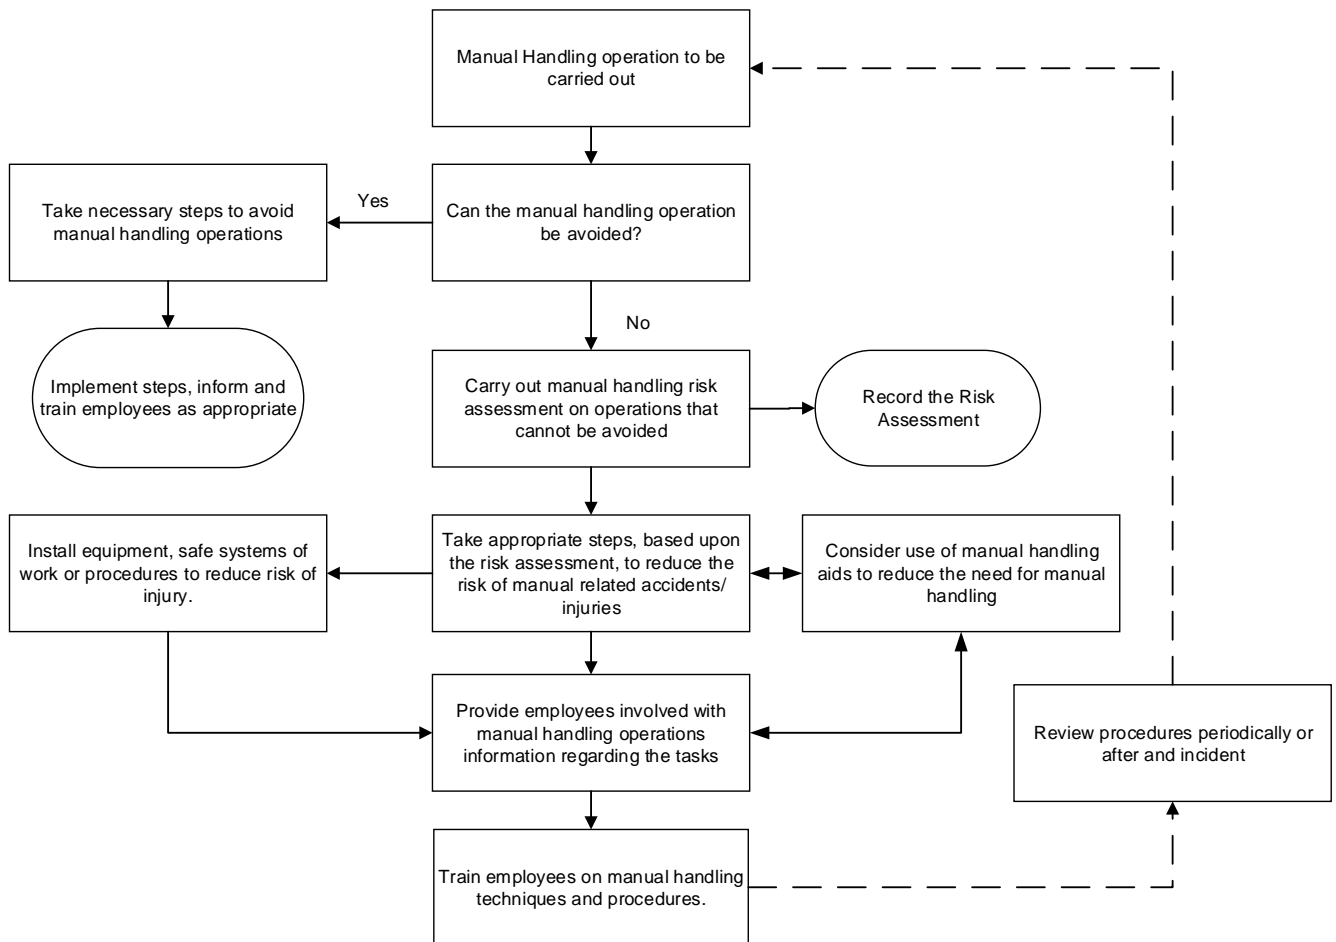 Manual Handling operation to be
carried out
Take necessary steps to avoid
manual handling operations
Yes
Can the manual handling operation
be avoided?
No
Implement steps, inform and
train employees as appropriate
Carry out manual handling risk
assessment on operations that
cannot be avoided
Record the Risk
Assessment
Install equipment, safe systems of
work or procedures to reduce risk of
injury.
Take appropriate steps, based upon
the risk assessment, to reduce the
risk of manual related accidents/
injuries
Consider use of manual handling
aids to reduce the need for manual
handling
Provide employees involved with
manual handling operations
information regarding the tasks
Review procedures periodically or
after and incident
Train employees on manual handling
techniques and procedures.